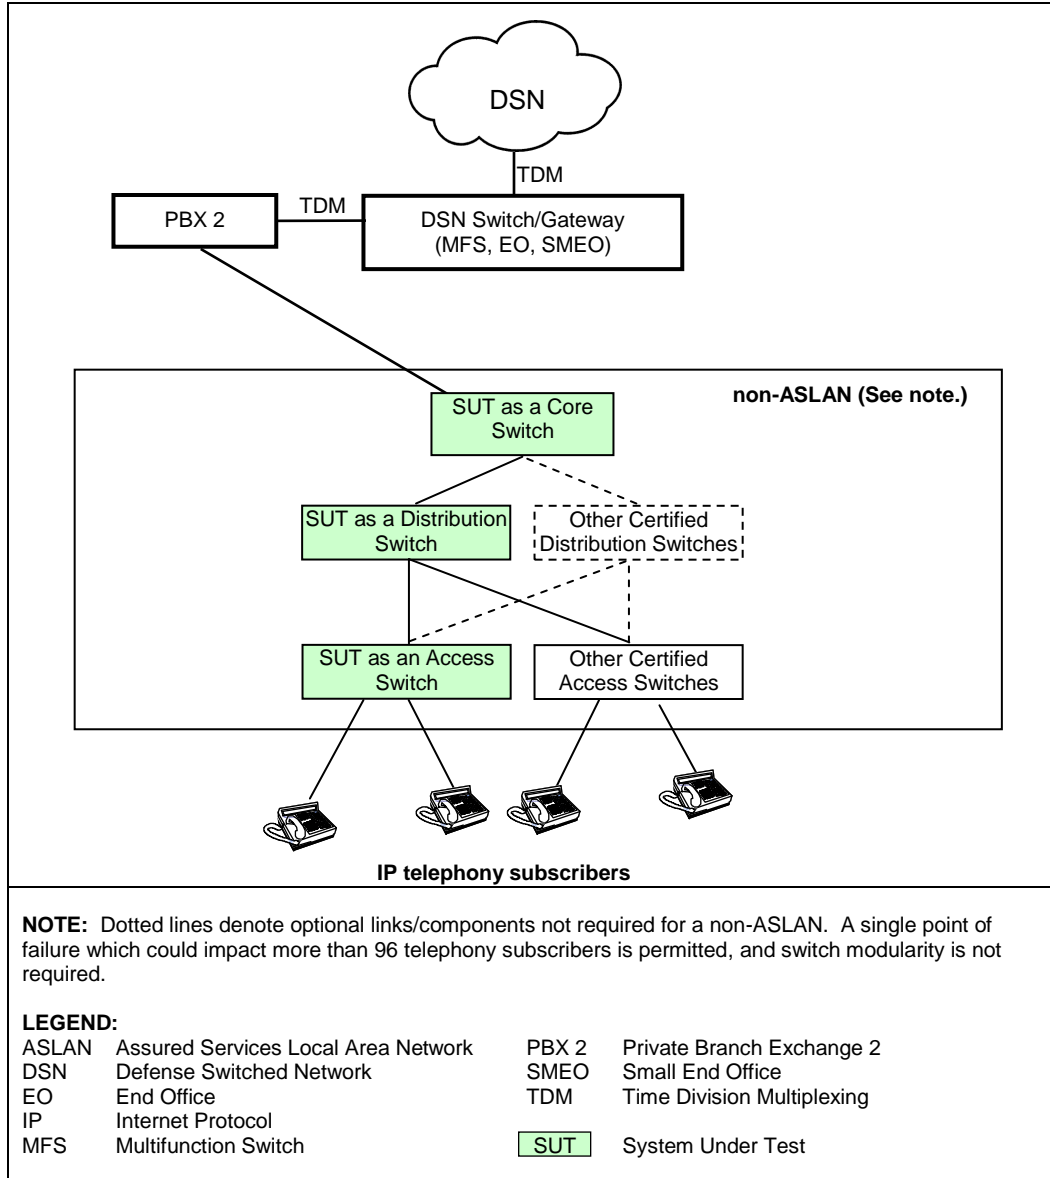 DSN
TDM
PBX 2
TDM
DSN Switch/Gateway
(MFS, EO, SMEO)
non-ASLAN (See note.)
SUT as a Core
Switch
SUT as a Distribution
Switch
Other Certified
Distribution Switches
SUT as an Access
Switch
Other Certified
Access Switches
IP telephony subscribers
NOTE: Dotted lines denote optional links/components not required for a non-ASLAN. A single point of
failure which could impact more than 96 telephony subscribers is permitted, and switch modularity is not
required.
LEGEND:
ASLAN Assured Services Local Area Network
DSN Defense Switched Network
EO End Office
IP Internet Protocol
MFS Multifunction Switch
PBX 2 Private Branch Exchange 2
SMEO Small End Office
TDM Time Division Multiplexing
SUT System Under Test